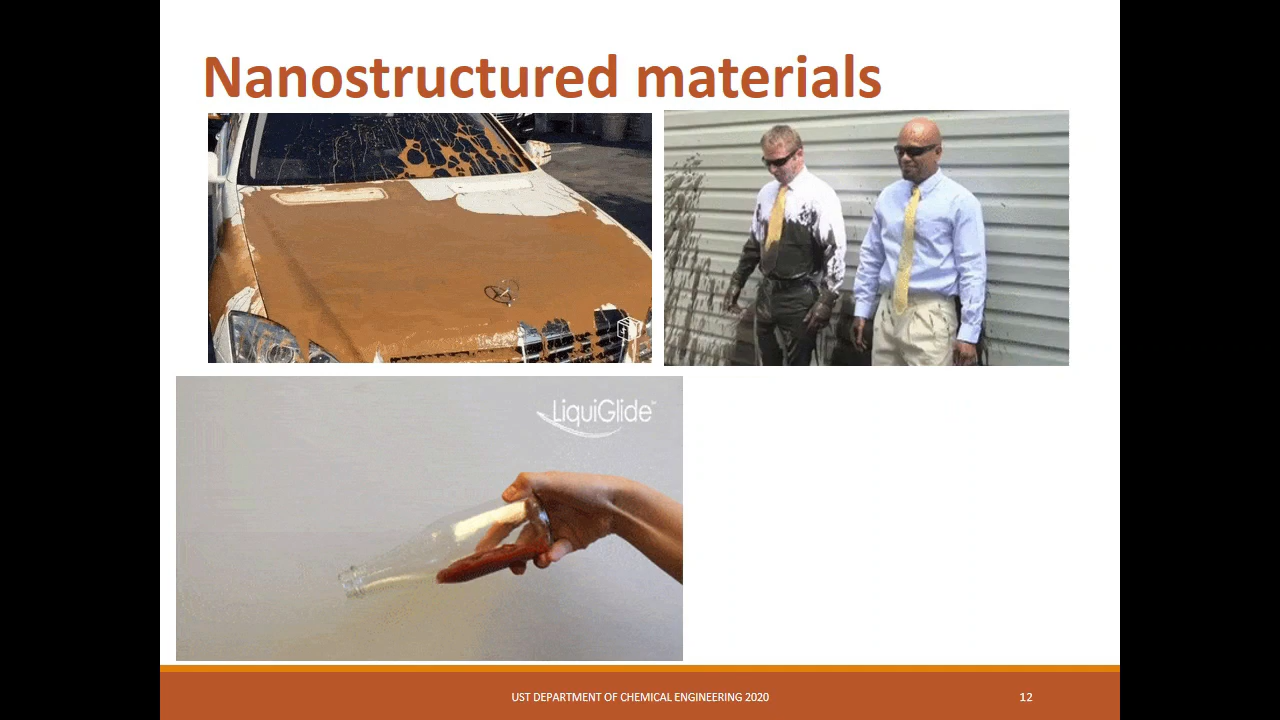 Nanostructured materials
LiquiGlide
UST DEPARTMENT OF CHEMICAL ENGINEERING 2020
12